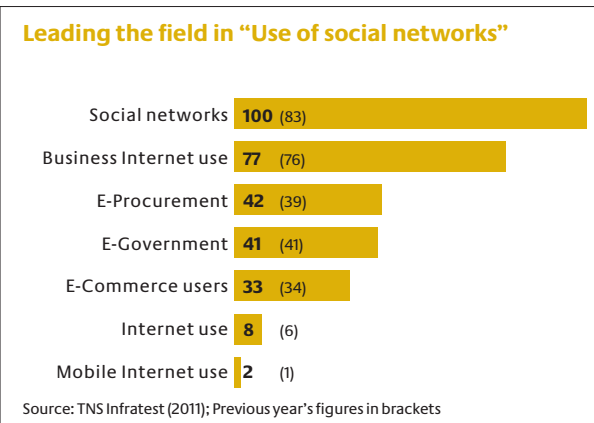 Leading the field in “Use of social networks”
Social networks 100 (83)
Business Internet use 77 (76)
E-Procurement 42 (39)
E-Government 41 (41)
E-Commerce users 33 (34)
Internet use 8 (6)
Mobile Internet use 2 (1)
Source: TNS Infratest (2011); Previous year’s figures in brackets